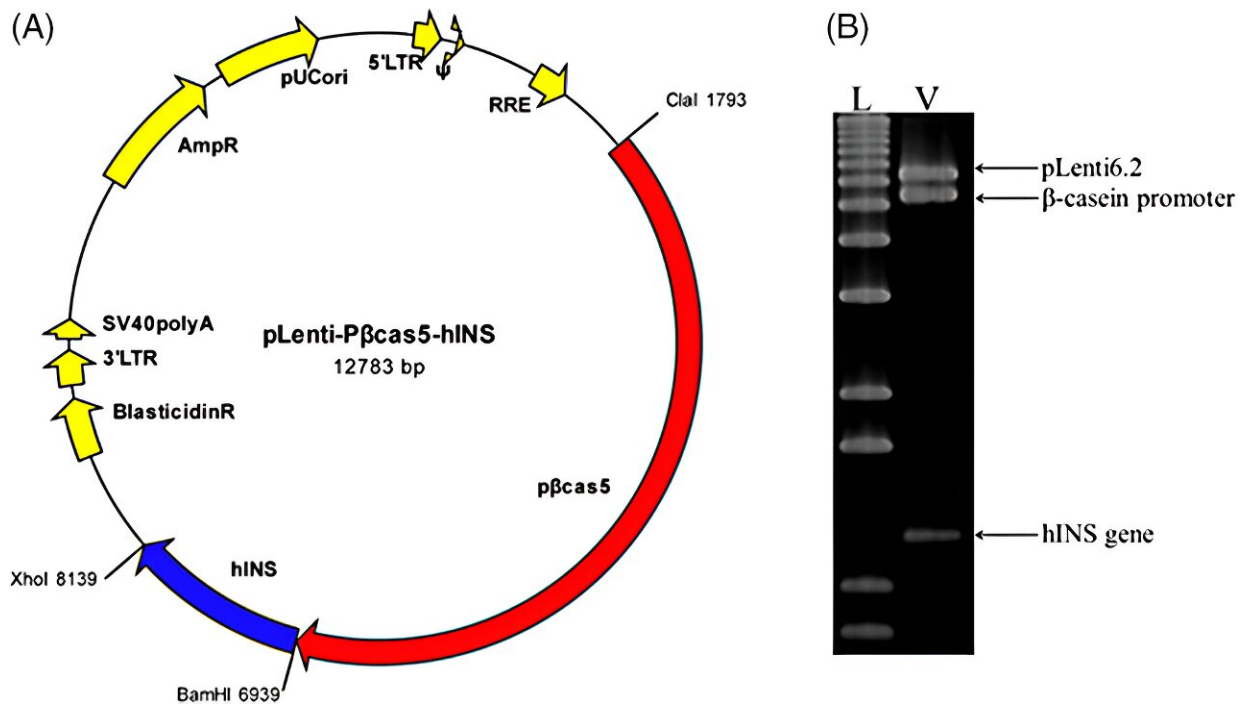 (A)
5'LTR
Ψ
pUCori
RRE
ClaI 1793
AmpR
SV40polyA
3'LTR
BlasticidinR
pLenti-Pβcas5-hINS
12783 bp
pβcas5
hINS
XhoI 8139
BamHI 6939
(B)
L V
pLenti6.2
β-casein promoter
hINS gene